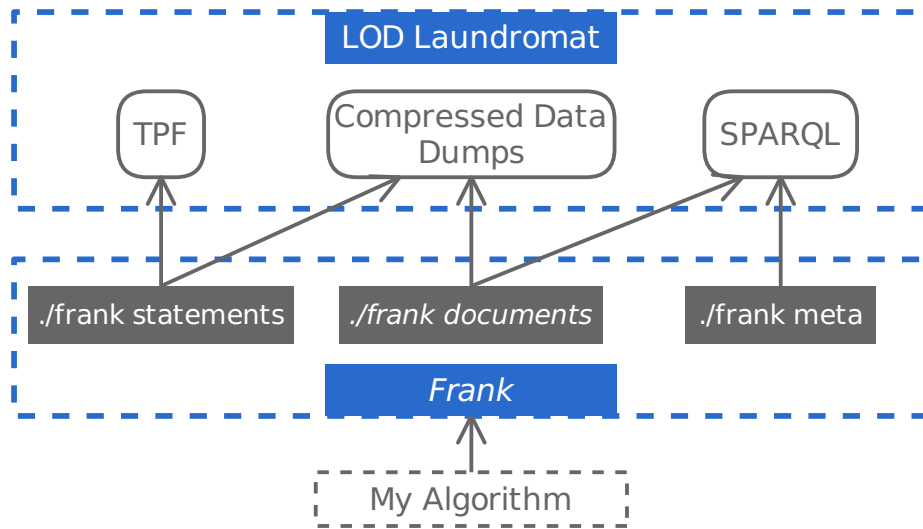 LOD Laundromat
TPF
Compressed Data
Dumps
SPARQL
./frank statements
./frank documents
./frank meta
Frank
My Algorithm